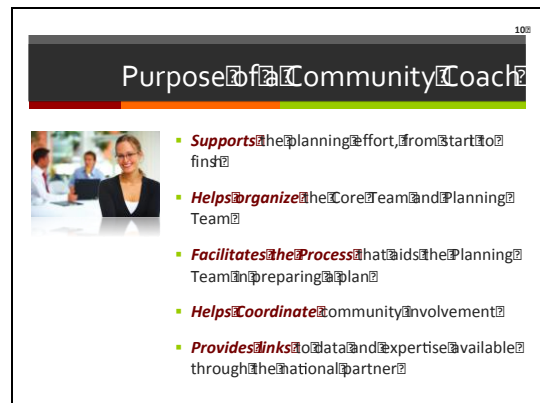 10
Purpose of a Community Coach
▪ Supports the planning effort, from start to
finsh
▪ Helps organize the Core Team and Planning
Team
▪ Facilitates the Process that aids the Planning
Team in preparing a plan
▪ Helps Coordinate community involvement
▪ Provides links to data and expertise available
through the national partner